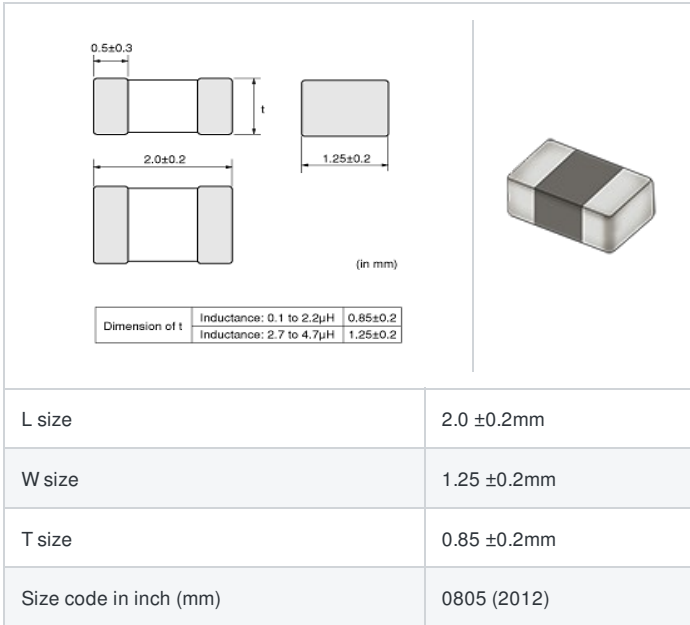 0.5±0.3
t
2.0±0.2
1.25±0.2
(in mm)
Dimension of t
Inductance: 0.1 to 2.2μH 0.85±0.2
Inductance: 2.7 to 4.7μH 1.25±0.2
L size 2.0 ±0.2mm
W size 1.25 ±0.2mm
T size 0.85 ±0.2mm
Size code in inch (mm) 0805 (2012)